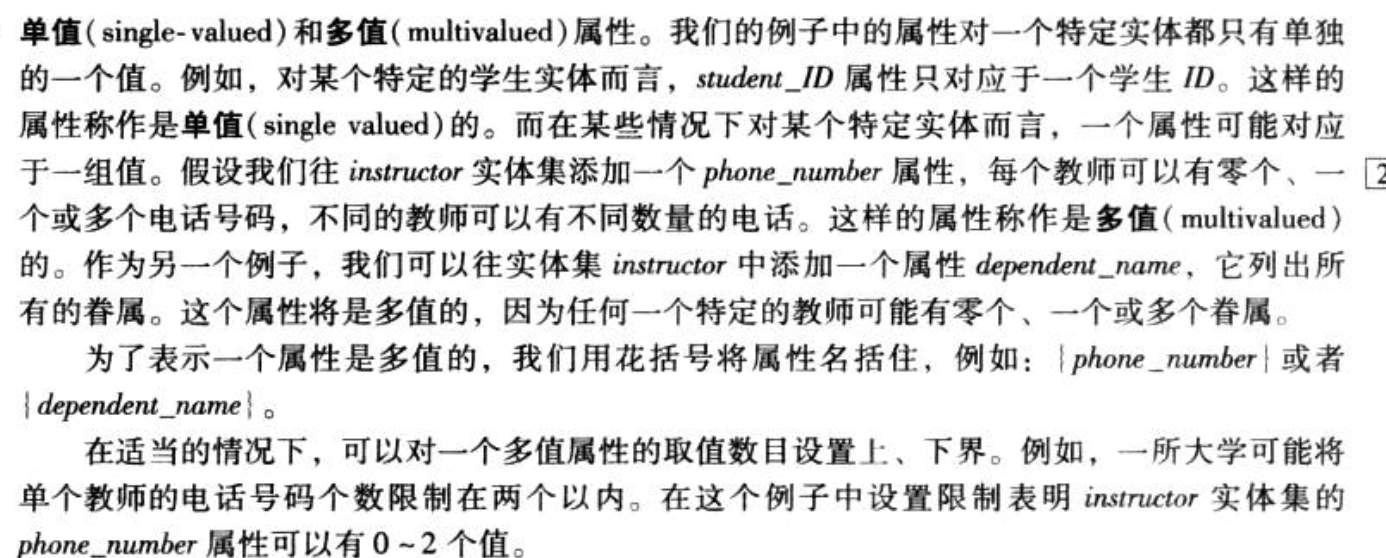 单值(single-valued)和多值(multivalued)属性。我们的例子中的属性对一个特定实体都只有单独
的一个值。例如，对某个特定的学生实体而言，student_ID 属性只对应于一个学生 ID。这样的
属性称作是单值(single valued)的。而在某些情况下对某个特定实体而言，一个属性可能对应
于一组值。假设我们往 instructor 实体集添加一个 phone_number 属性，每个教师可以有零个、一
个或多个电话号码，不同的教师可以有不同数量的电话。这样的属性称作是多值(multivalued)
的。作为另一个例子，我们可以往实体集 instructor 中添加一个属性 dependent_name，它列出所
有的眷属。这个属性将是多值的，因为任何一个特定的教师可能有零个、一个或多个眷属。
为了表示一个属性是多值的，我们用花括号将属性名括住，例如：{phone_number}或者
{dependent_name}。
在适当的情况下，可以对一个多值属性的取值数目设置上、下界。例如，一所大学可能将
单个教师的电话号码个数限制在两个以内。在这个例子中设置限制表明 instructor 实体集的
phone_number 属性可以有 0 ~ 2 个值。